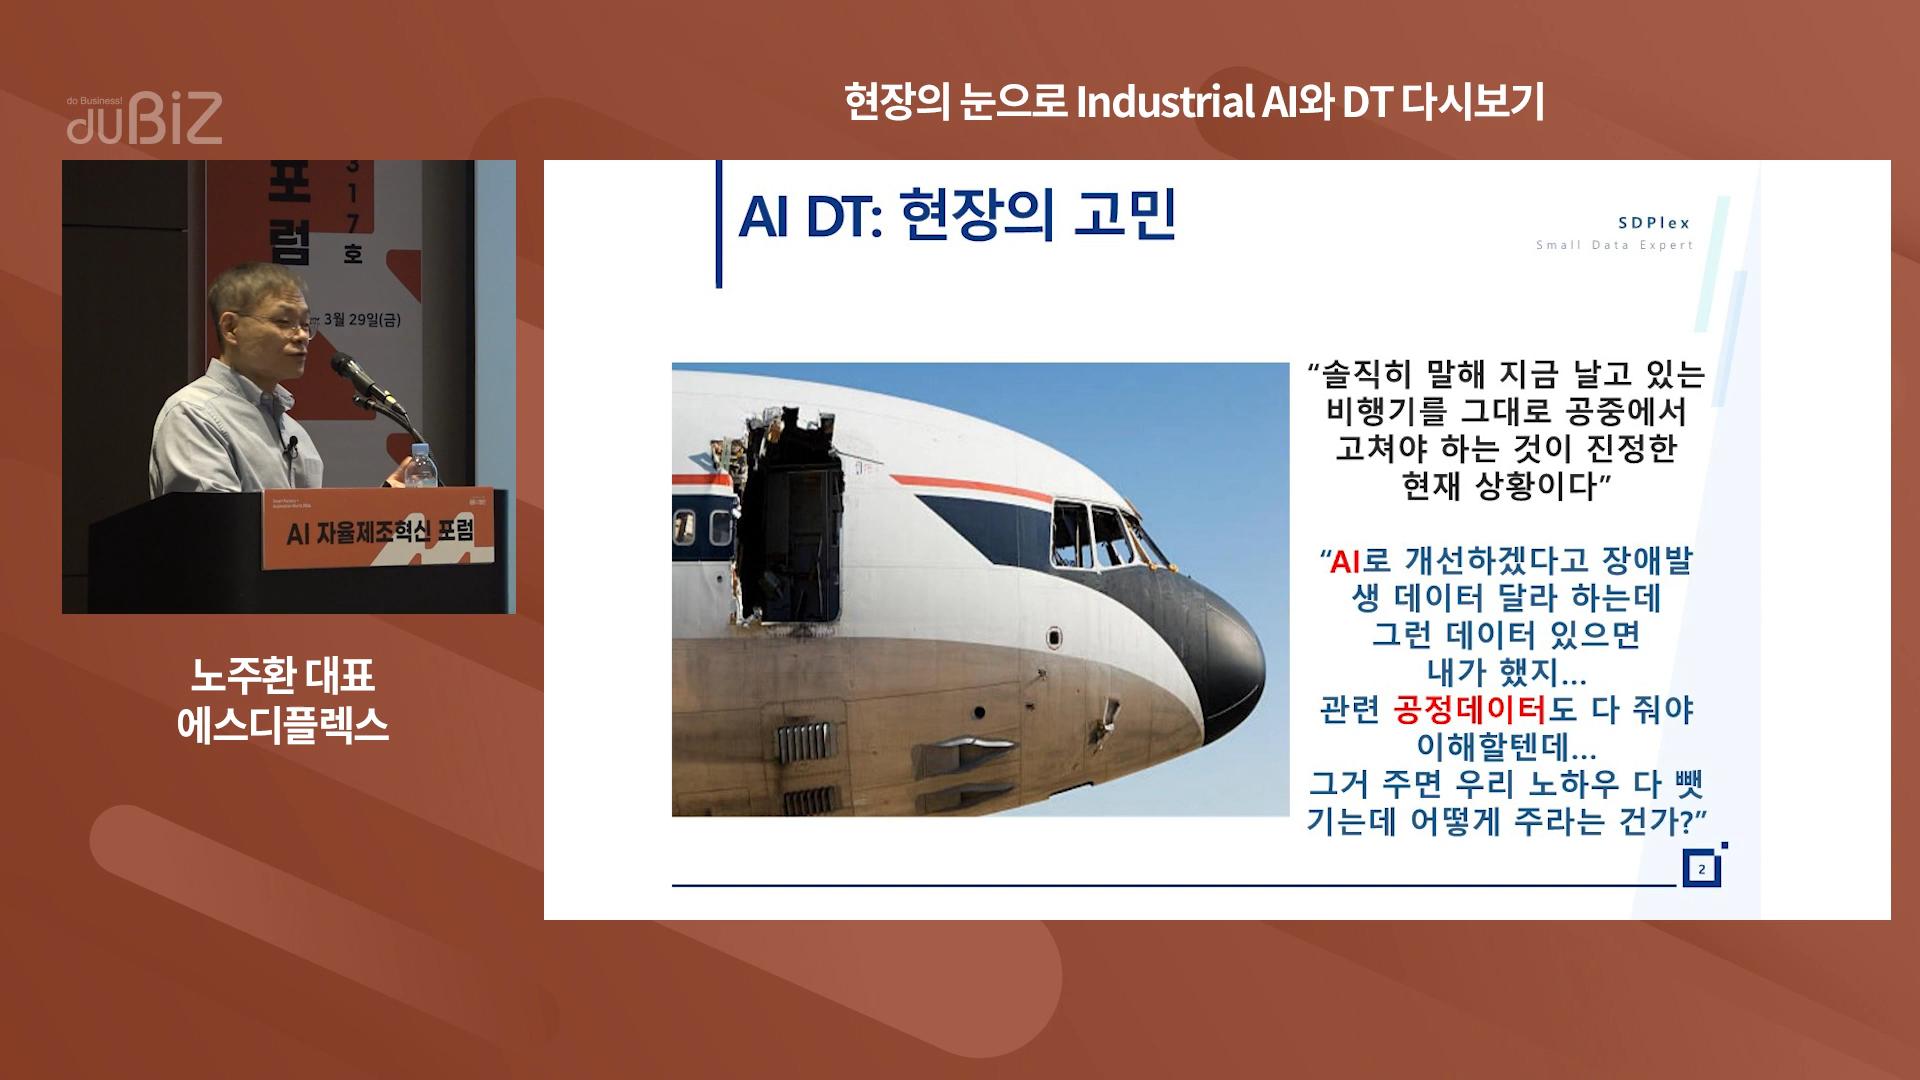 do Business!
duBiZ
현장의 눈으로 Industrial AI와 DT 다시보기
포럼
317호
3월 29일(금)
AI 자율제조혁신 포럼
노주환 대표
에스디플렉스
AI DT: 현장의 고민
SDPlex
Small Data Expert
“솔직히 말해 지금 날고 있는
비행기를 그대로 공중에서
고쳐야 하는 것이 진정한
현재 상황이다”
“AI로 개선하겠다고 장애발
생 데이터 달라 하는데
그런 데이터 있으면
내가 했지...
관련 공정데이터도 다 줘야
이해할텐데...
그거 주면 우리 노하우 다 뺏
기는데 어떻게 주라는 건가?”
2